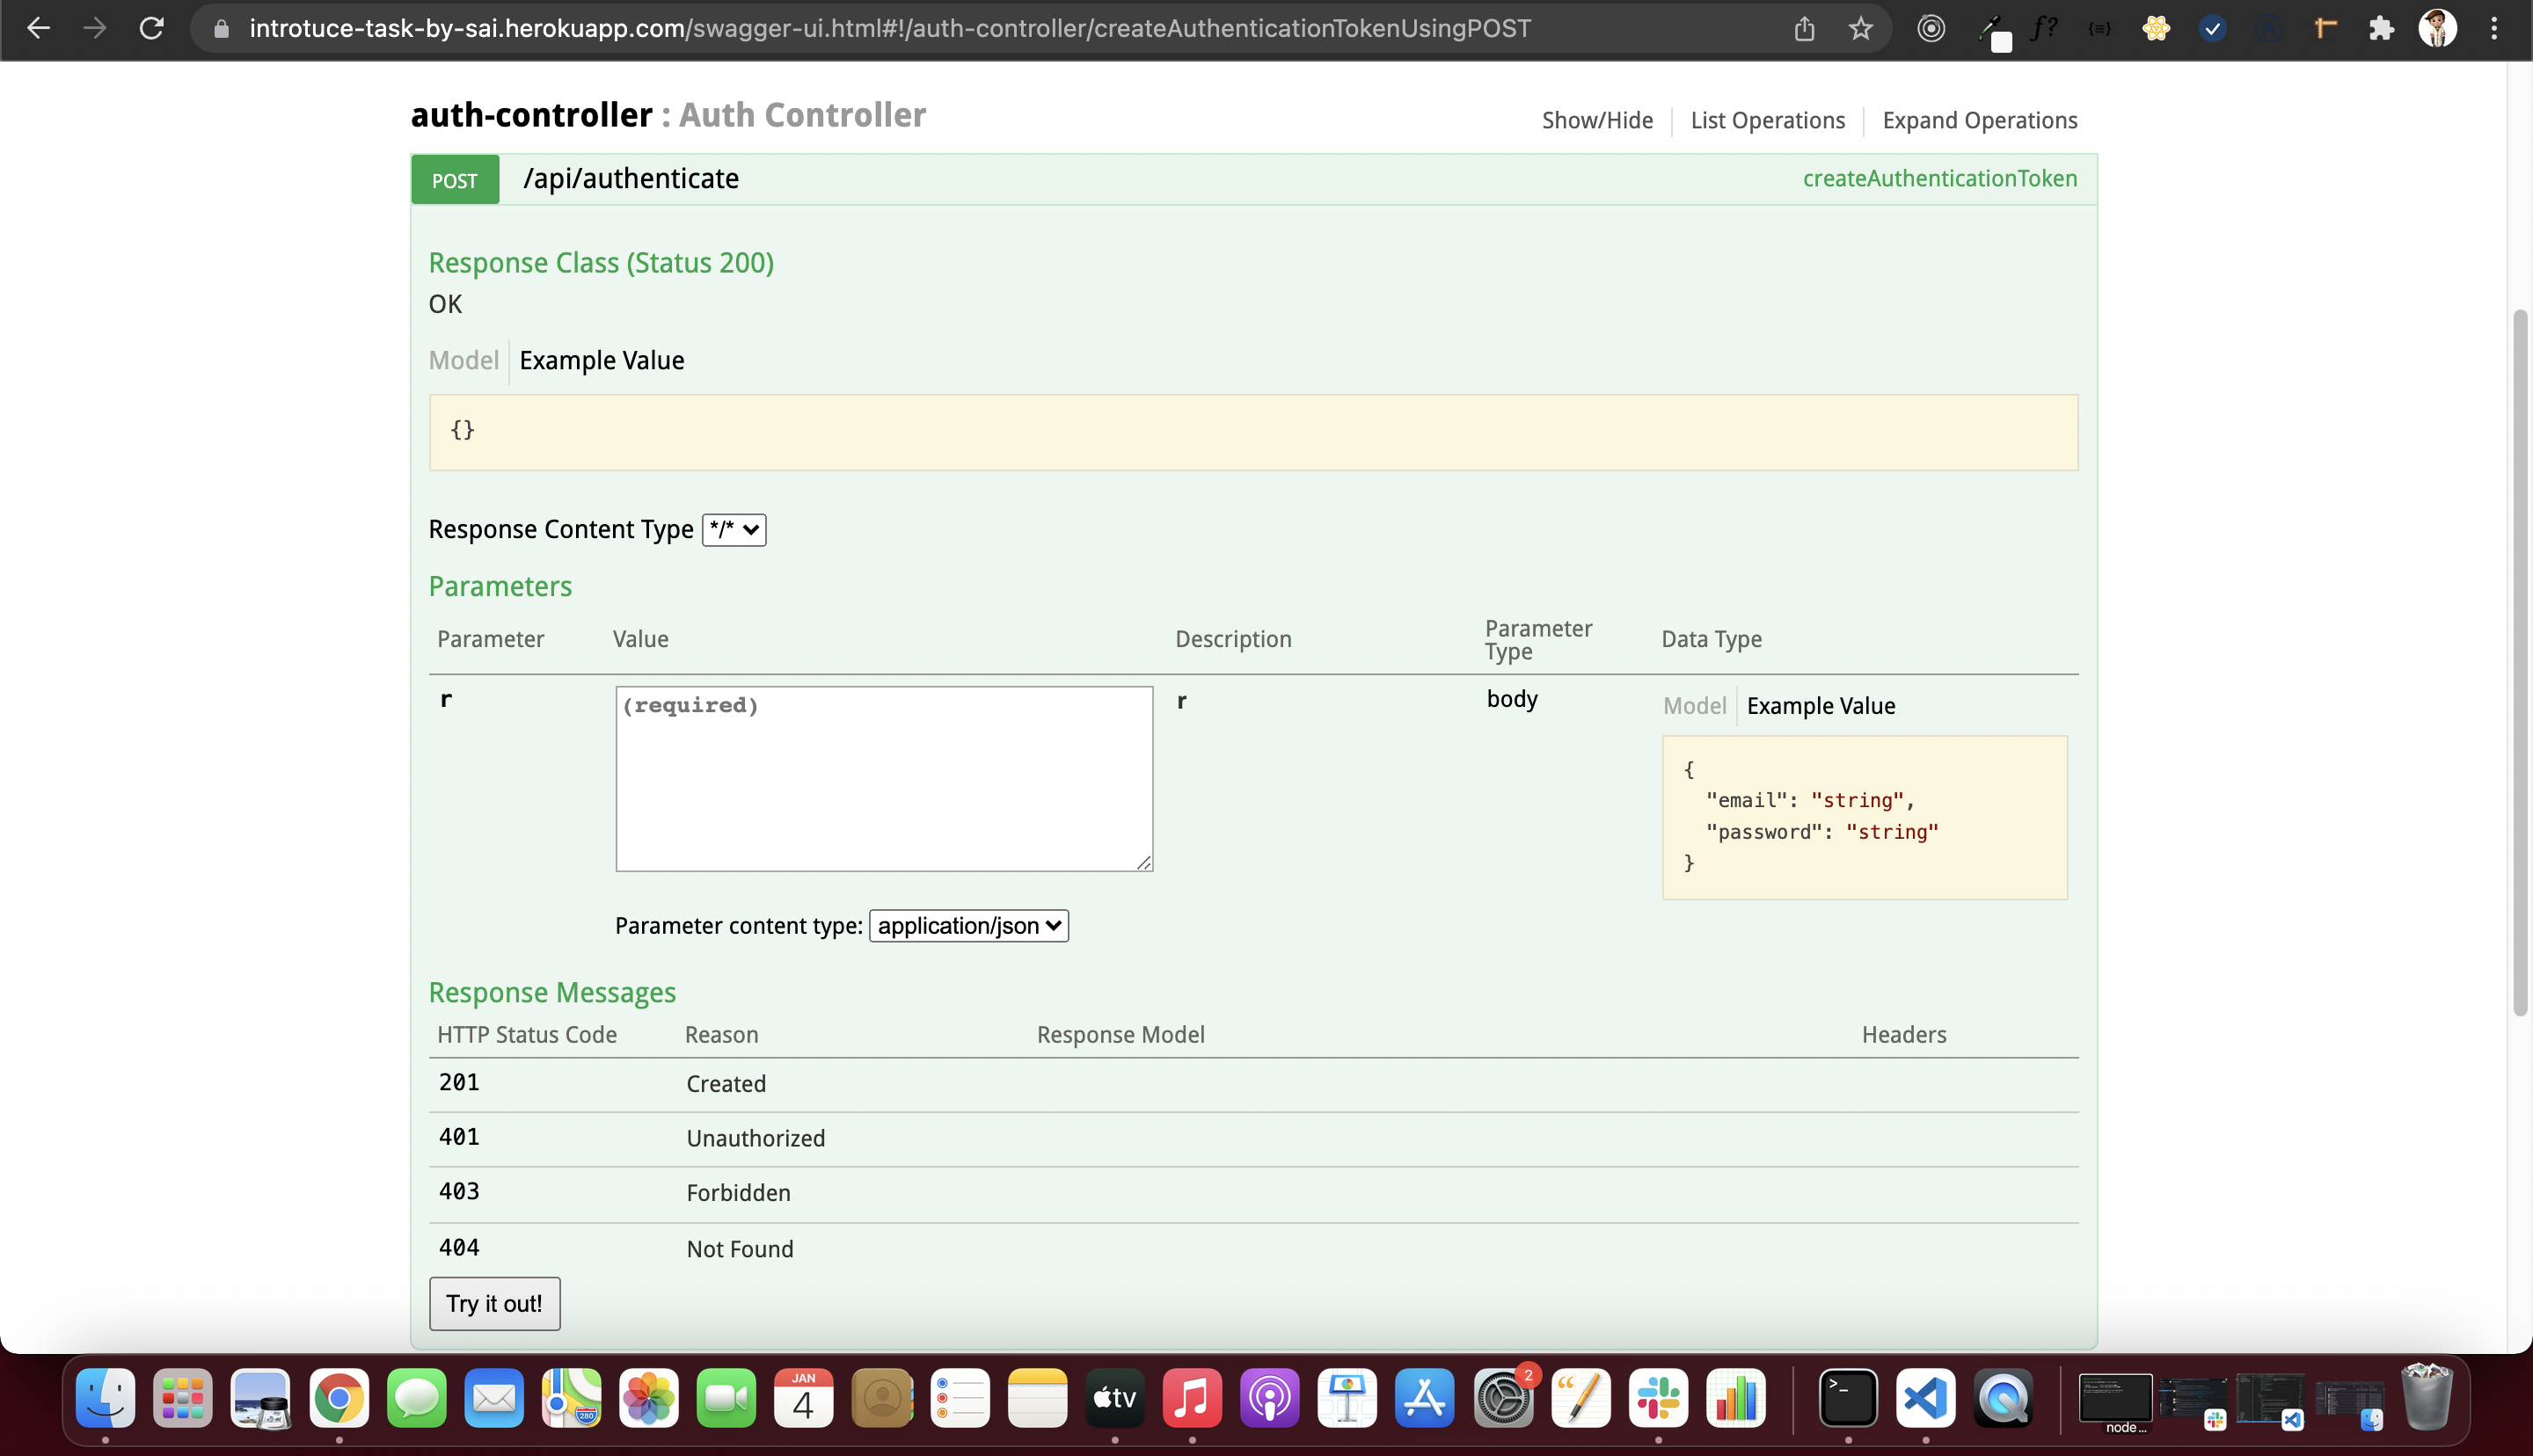 introtuce-task-by-sai.herokuapp.com/swagger-ui.html#!/auth-controller/createAuthenticationTokenUsingPOST
f?
auth-controller : Auth Controller
Show/Hide
List Operations
Expand Operations
POST
/api/authenticate
createAuthenticationToken
Response Class (Status 200)
OK
Model
Example Value
{}
Response Content Type */*
Parameters
Parameter
Value
Description
Parameter Type
Data Type
r
(required)
r
body
Model
Example Value
{
"email": "string",
"password": "string"
}
Parameter content type: application/json
Response Messages
HTTP Status Code
Reason
Response Model
Headers
201
Created
401
Unauthorized
403
Forbidden
404
Not Found
Try it out!
280
JAN
4
tv
2
>_
node...